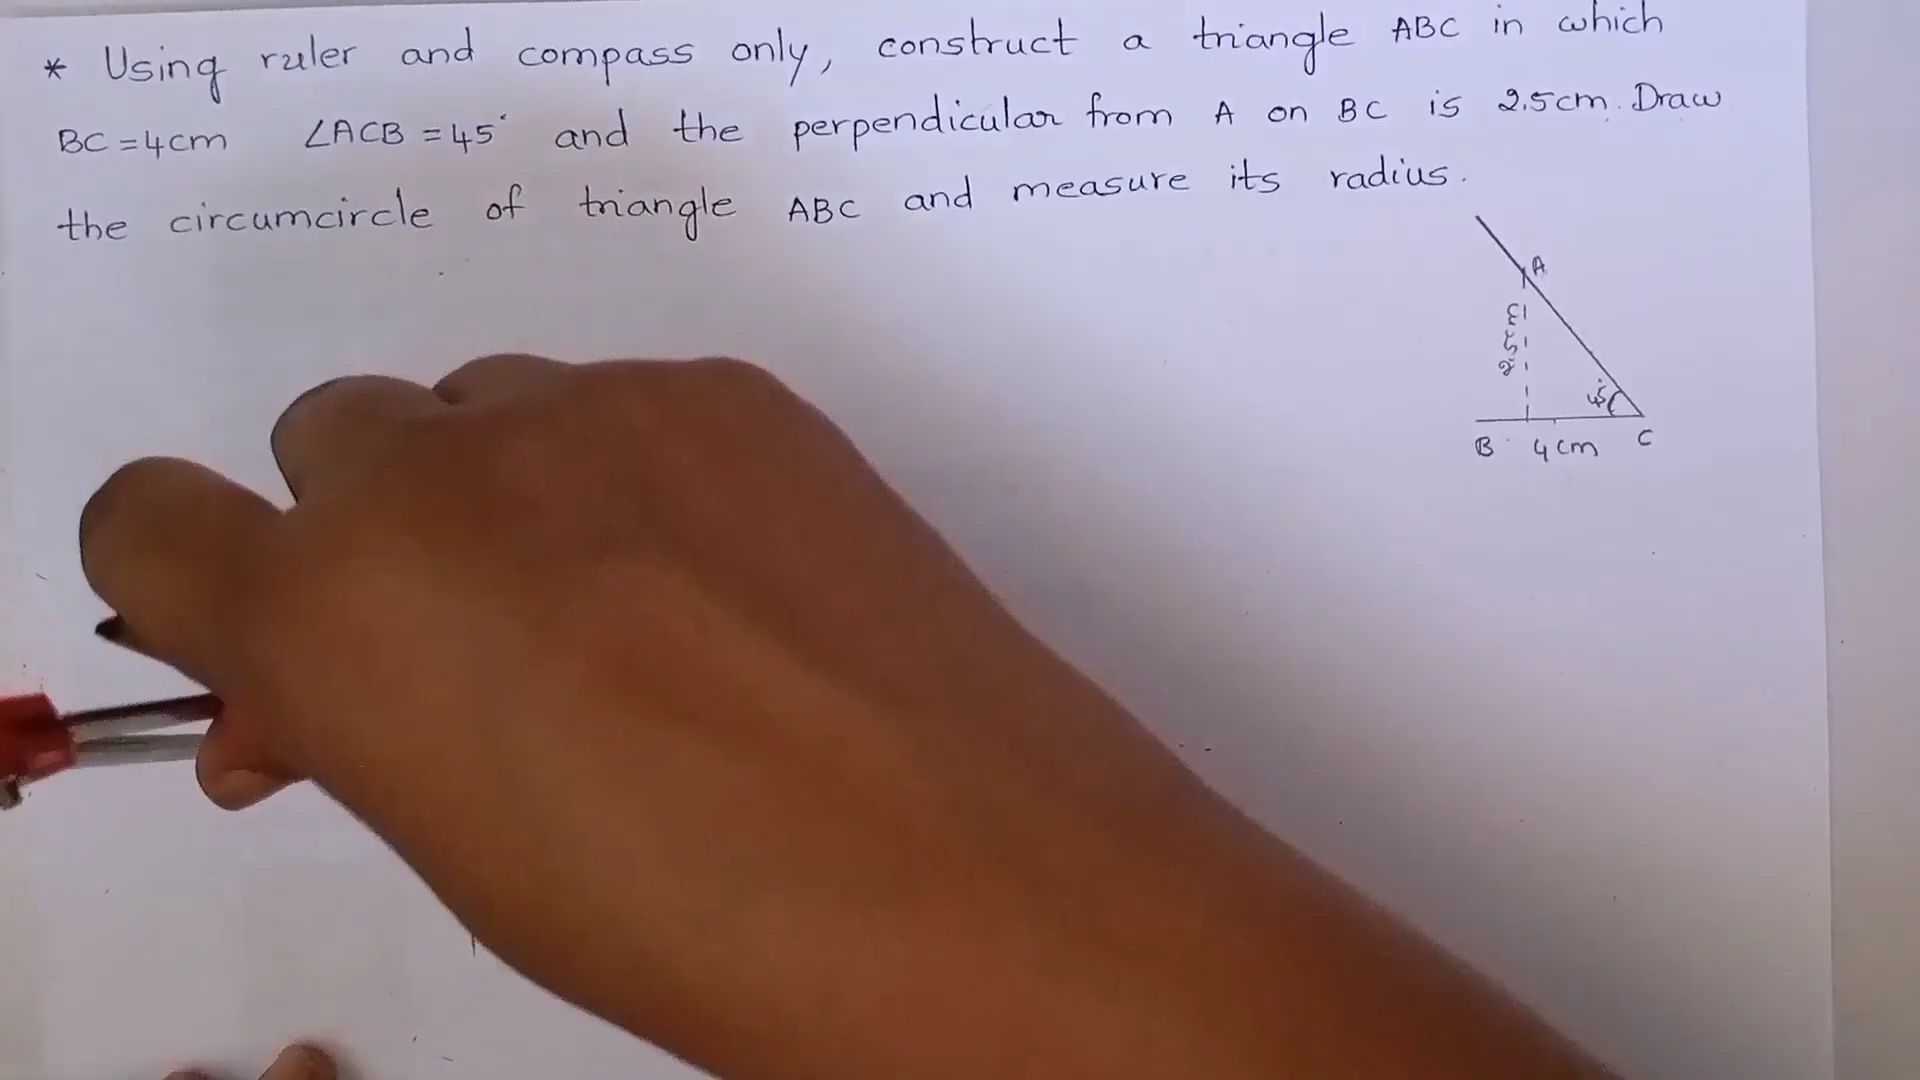 * Using ruler and compass only, construct a triangle ABC in which
BC = 4cm ∠ACB = 45° and the perpendicular from A on BC is 2.5cm. Draw
the circumcircle of triangle ABC and measure its radius.
A
2.5cm
45°
B 4cm C